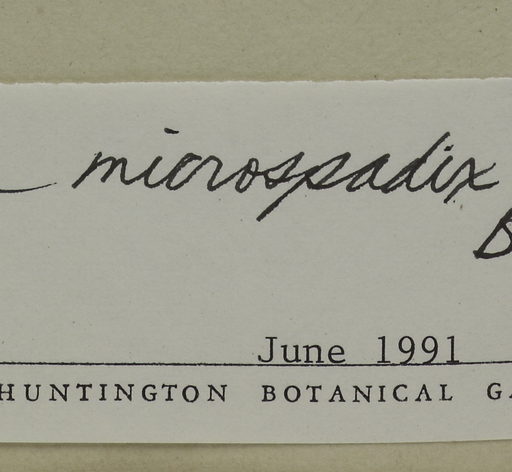 microspadix
B
June 1991
HUNTINGTON BOTANICAL G